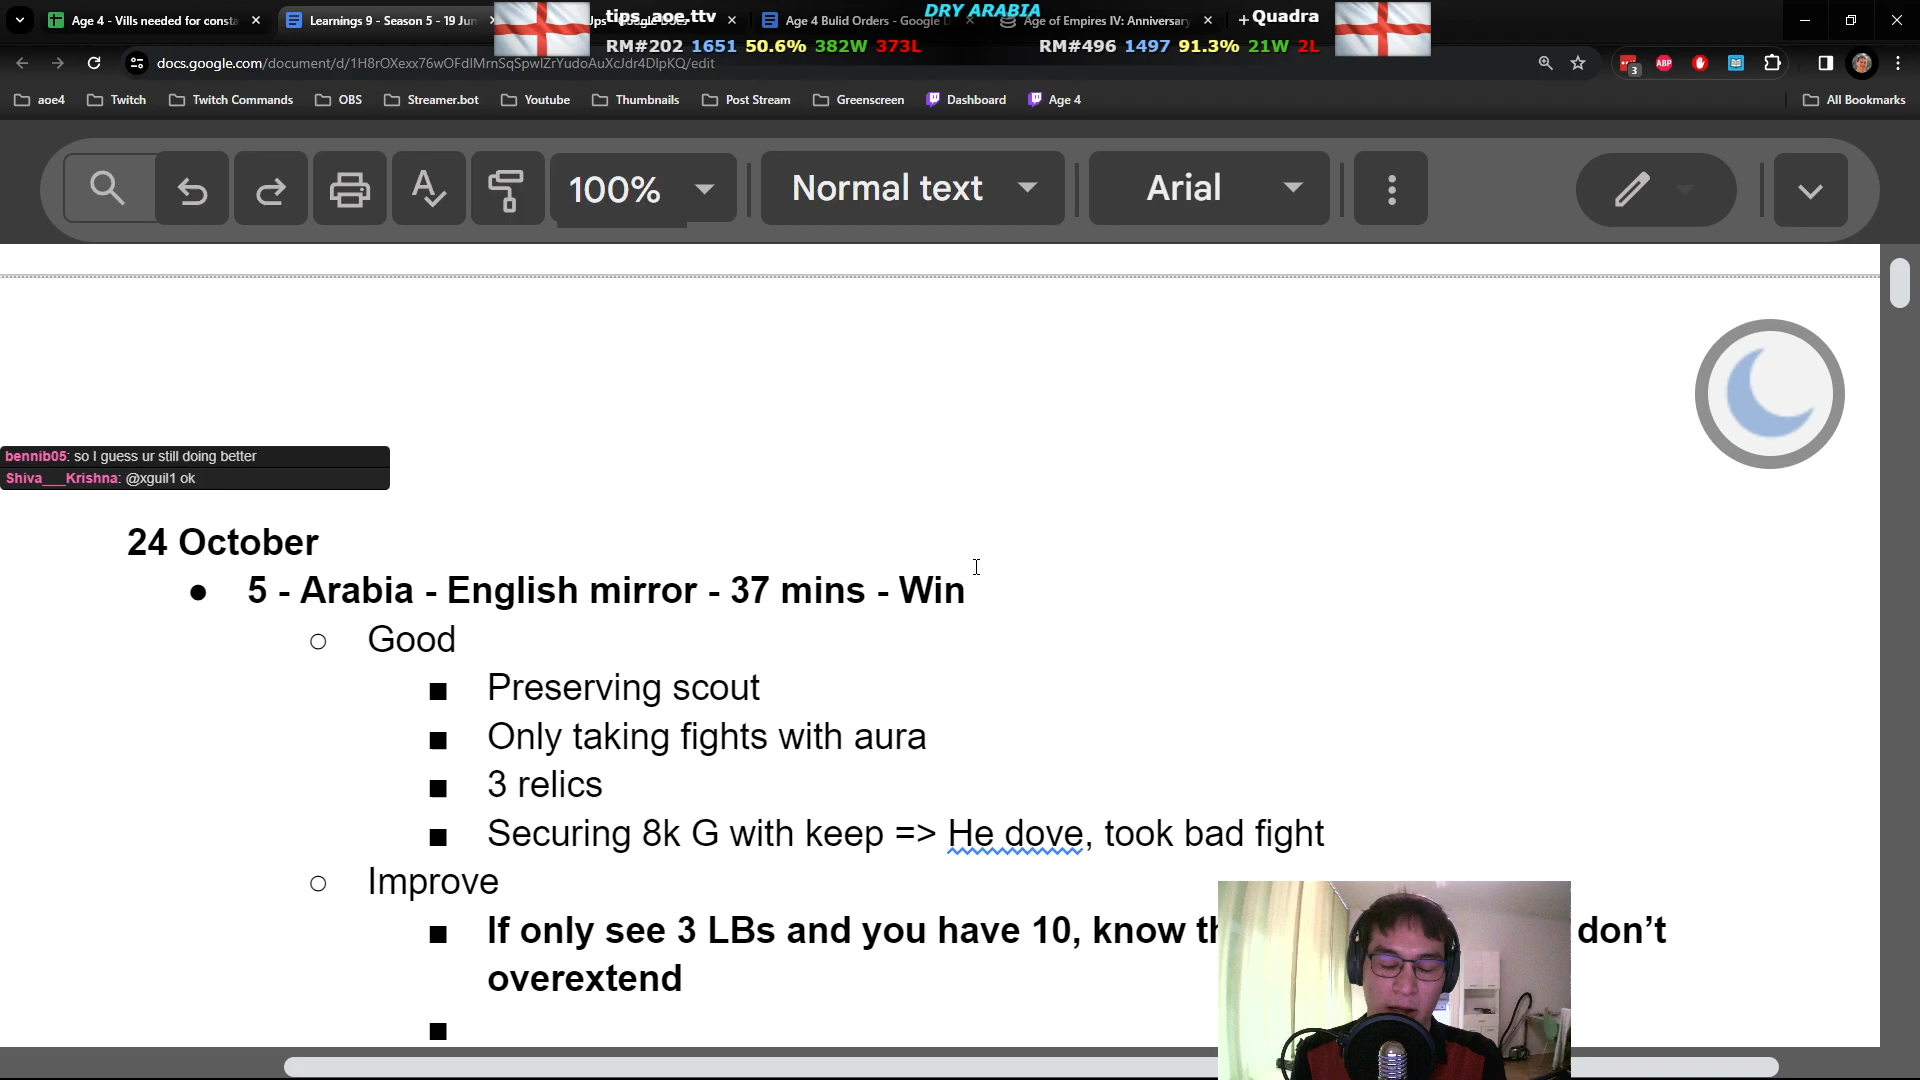 Age 4 - Vills needed for consta
Learnings 9 - Season 5 - 19 Jun
Age 4 Bulid Orders - Google
Age of Empires IV: Anniversary
tips_aoe.ttv
DRY ARABIA
Quadra
RM#202 1651 50.6% 382W 373L
RM#496 1497 91.3% 21W 2L
docs.google.com/document/d/1H8rOXexx76wOFdIMrnSqSpwlZrYudoAuXcJdr4DlpKQ/edit
3
ABP
aoe4
Twitch
Twitch Commands
OBS
Streamer.bot
Youtube
Thumbnails
Post Stream
Greenscreen
Dashboard
Age 4
All Bookmarks
100%
Normal text
Arial
bennib05: so I guess ur still doing better
Shiva___Krishna: @xguil1 ok
24 October
● 5 - Arabia - English mirror - 37 mins - Win
○ Good
■ Preserving scout
■ Only taking fights with aura
■ 3 relics
■ Securing 8k G with keep => He dove, took bad fight
○ Improve
■ If only see 3 LBs and you have 10, know don't
overextend
■